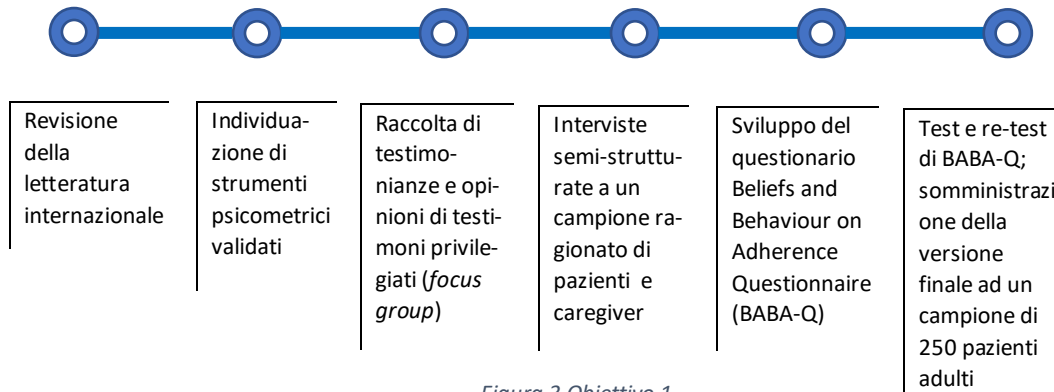 Revisione
della
letteratura
internazionale
Individua-
zione di
strumenti
psicometrici
validati
Raccolta di
testimo-
nianze e opi-
nioni di testi-
moni privile-
giati (focus
group)
Interviste
semi-struttu-
rate a un
campione ra-
gionato di
pazienti e
caregiver
Sviluppo del
questionario
Beliefs and
Behaviour on
Adherence
Questionnaire
(BABA-Q)
Test e re-test
di BABA-Q;
somministrazi
one della
versione
finale ad un
campione di
250 pazienti
adulti
Figura 3 Obiettivo 1